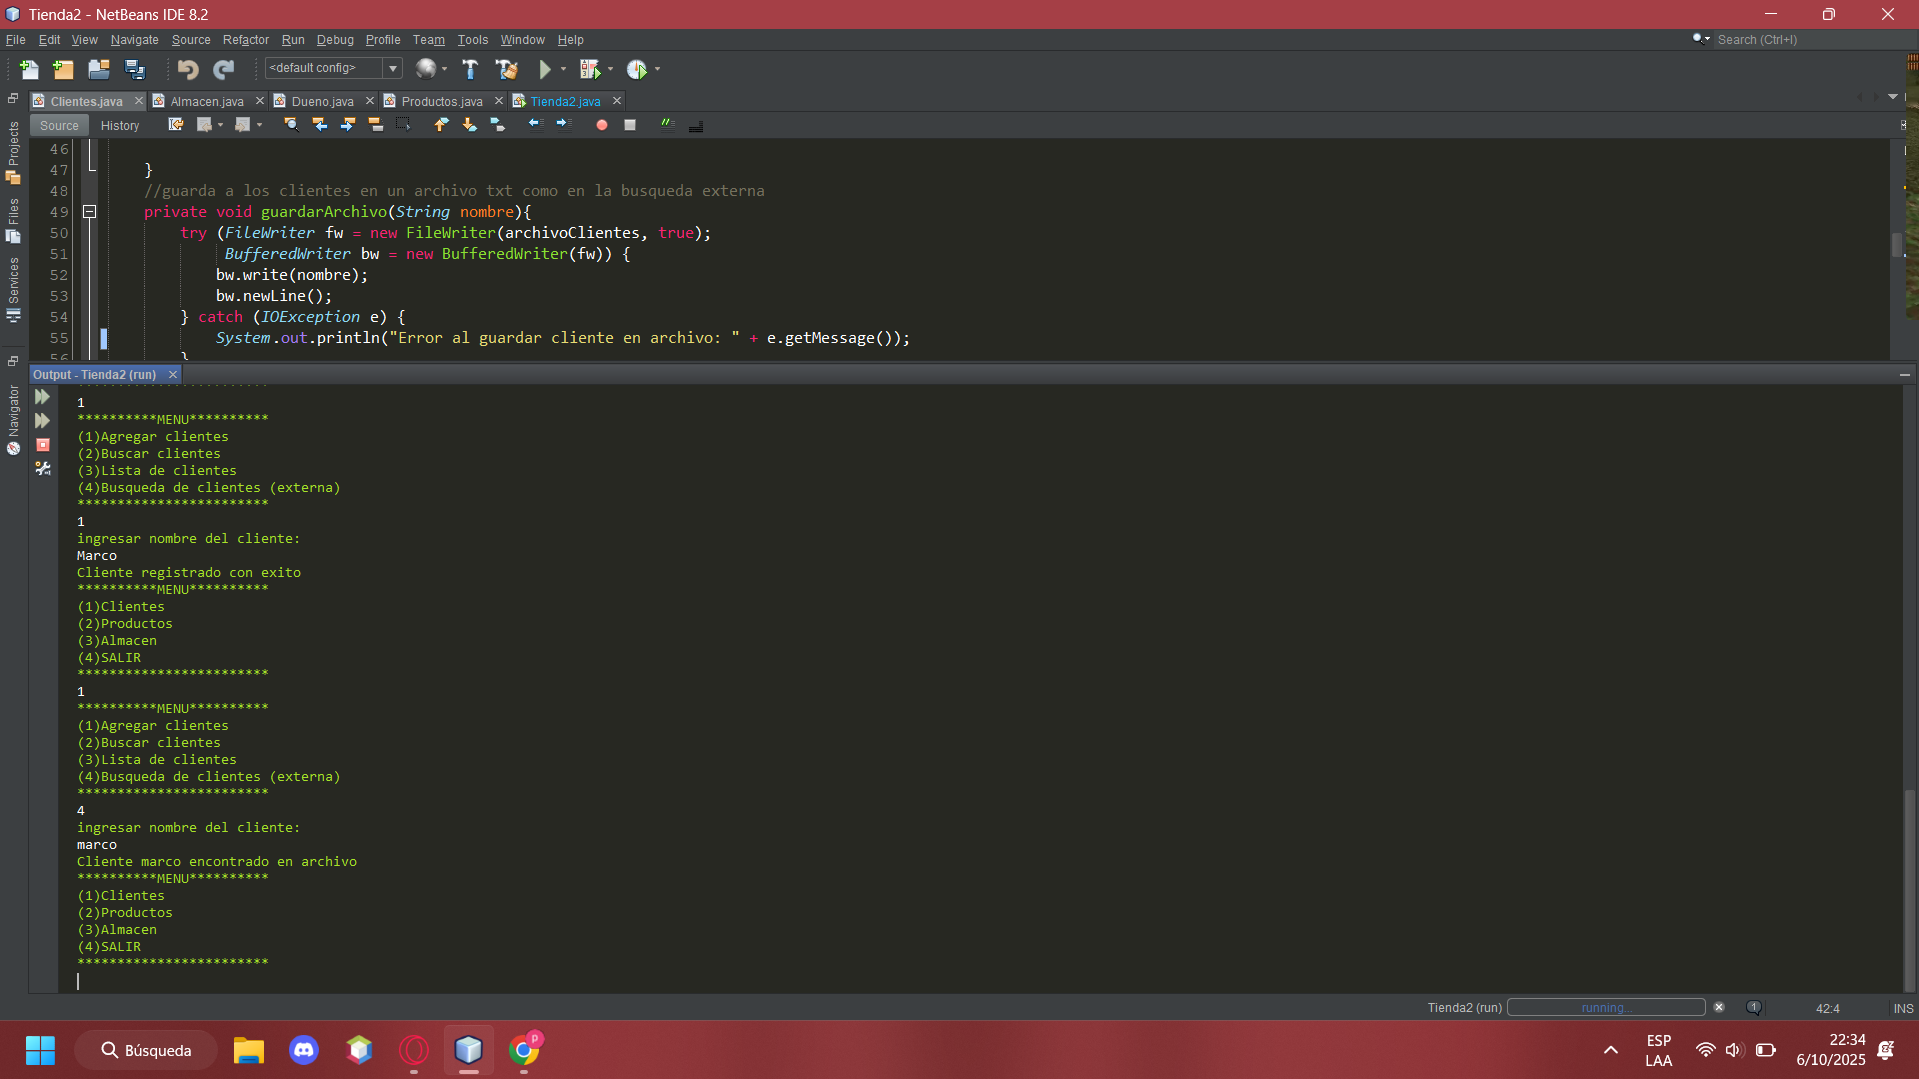 Tienda2 - NetBeans IDE 8.2
File Edit View Navigate Source Refactor Run Debug Profile Team Tools Window Help
Search (Ctrl+I)
<default config>
Clientes.java Almacen.java Dueno.java Productos.java Tienda2.java
Source History
Projects
Files
Services
Navigator
46
47 }
48 //guarda a los clientes en un archivo txt como en la busqueda externa
49 private void guardarArchivo(String nombre){
50 try (FileWriter fw = new FileWriter(archivoClientes, true);
51 BufferedWriter bw = new BufferedWriter(fw)) {
52 bw.write(nombre);
53 bw.newLine();
54 } catch (IOException e) {
55 System.out.println("Error al guardar cliente en archivo: " + e.getMessage());
56 }
Output - Tienda2 (run)
1
**********MENU**********
(1)Agregar clientes
(2)Buscar clientes
(3)Lista de clientes
(4)Busqueda de clientes (externa)
************************
1
ingresar nombre del cliente:
Marco
Cliente registrado con exito
**********MENU**********
(1)Clientes
(2)Productos
(3)Almacen
(4)SALIR
************************
1
**********MENU**********
(1)Agregar clientes
(2)Buscar clientes
(3)Lista de clientes
(4)Busqueda de clientes (externa)
************************
4
ingresar nombre del cliente:
marco
Cliente marco encontrado en archivo
**********MENU**********
(1)Clientes
(2)Productos
(3)Almacen
(4)SALIR
************************
Tienda2 (run) running... 1 42:4 INS
Búsqueda
P
ESP
LAA
22:34
6/10/2025